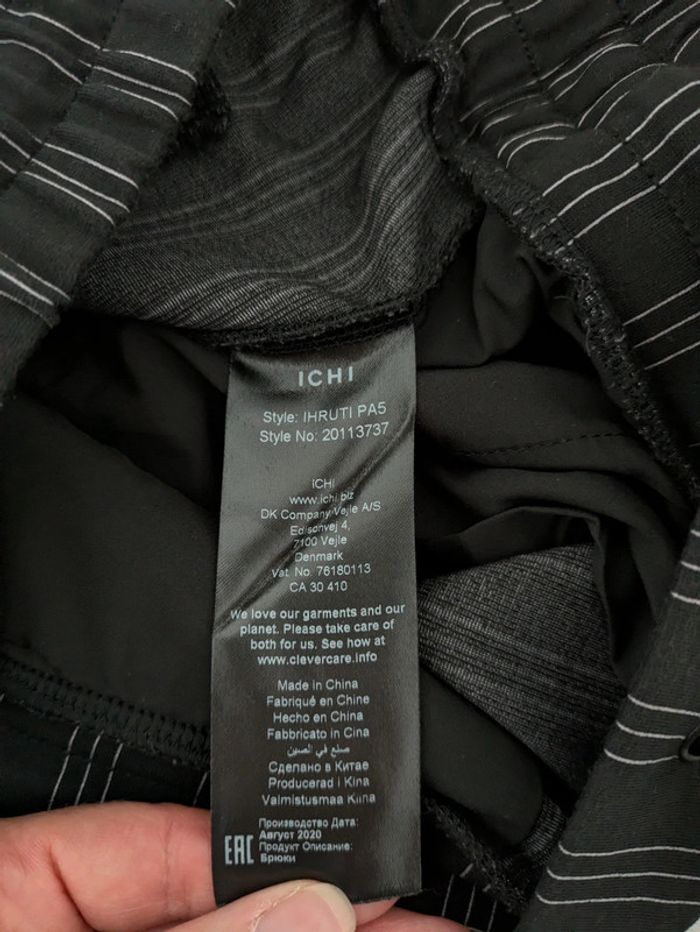 ICHI
Style: IHRUTI PA5
Style No: 20113737
ICHI
www.ichi.biz
DK Company Vejle A/S
Edisonvej 4,
7100 Vejle
Denmark
Vat. No. 76180113
CA 30 410
We love our garments and our
planet. Please take care of
both for us. See how at
www.clevercare.info
Made in China
Fabriqué en Chine
Hecho en China
Fabbricato in Cina
صنع في الصين
Сделано в Китае
Producerad i Kina
Valmistusmaa Kiina
Производство Дата:
Август 2020
EAC Продукт Описание:
Брюки